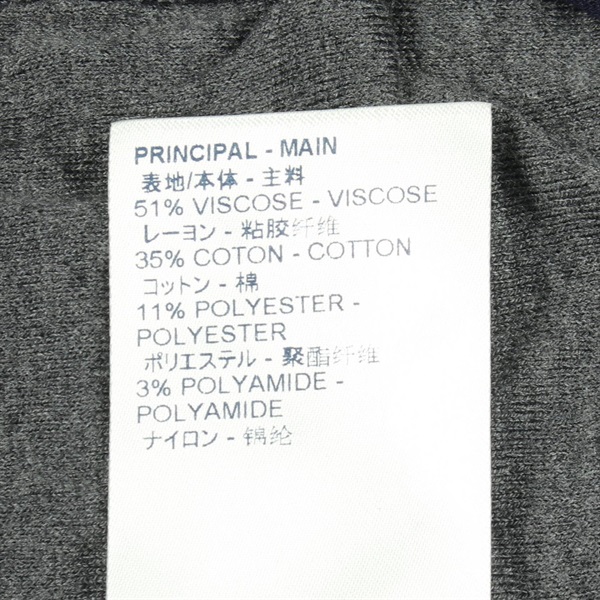 PRINCIPAL - MAIN
表地/本体 - 主料
51% VISCOSE - VISCOSE
レーヨン - 粘胶纤维
35% COTON - COTTON
コットン - 棉
11% POLYESTER -
POLYESTER
ポリエステル - 聚酯纤维
3% POLYAMIDE -
POLYAMIDE
ナイロン - 锦纶